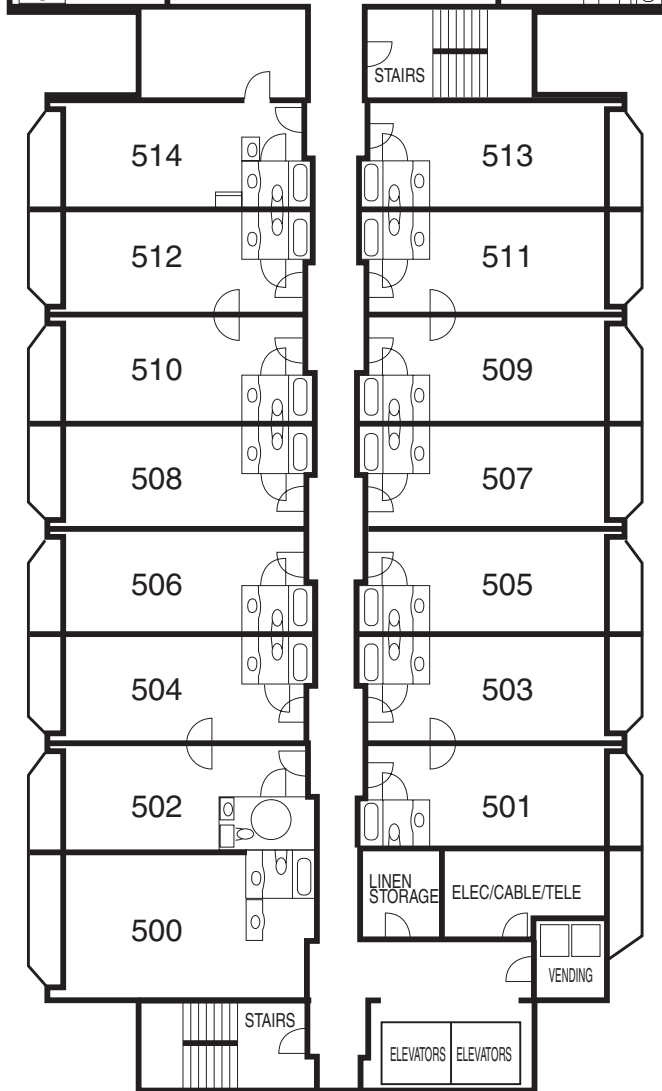 STAIRS
514
513
512
511
510
509
508
507
506
505
504
503
502
501
LINEN
STORAGE
ELEC/CABLE/TELE
500
VENDING
STAIRS
ELEVATORS
ELEVATORS